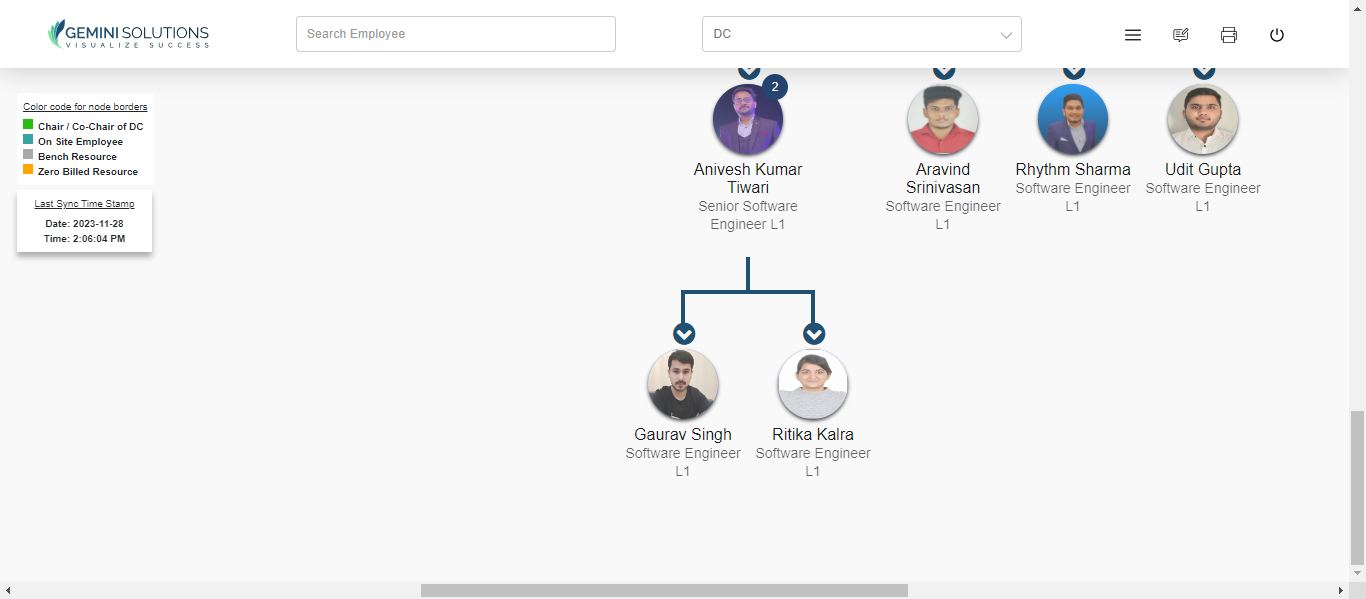 GEMINI SOLUTIONS
VISUALIZE SUCCESS
Search Employee
DC
Color code for node borders
Chair / Co-Chair of DC
On Site Employee
Bench Resource
Zero Billed Resource
Last Sync Time Stamp
Date: 2023-11-28
Time: 2:06:04 PM
2
Anivesh Kumar
Tiwari
Senior Software
Engineer L1
Aravind
Srinivasan
Software Engineer
L1
Rhythm Sharma
Software Engineer
L1
Udit Gupta
Software Engineer
L1
Gaurav Singh
Software Engineer
L1
Ritika Kalra
Software Engineer
L1